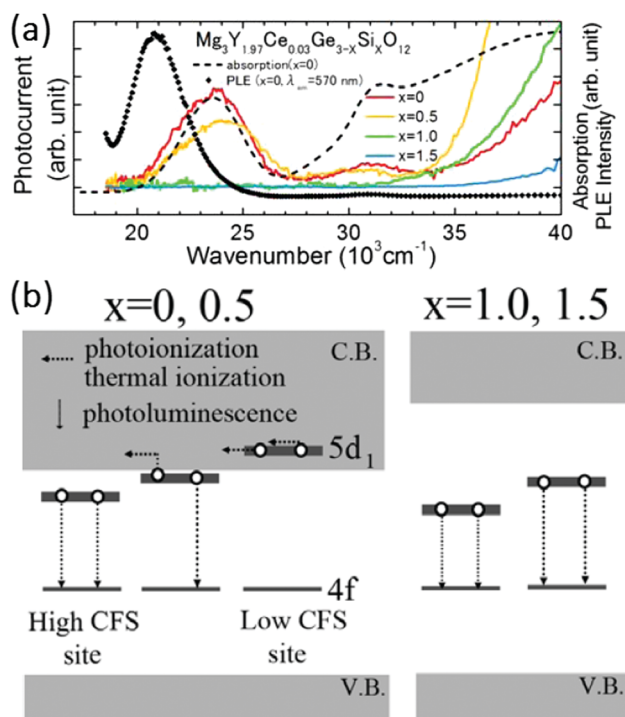 (a)
Mg₃Y₁.₉₇Ce₀.₀₃Ge₃₋ₓSiₓO₁₂
absorption(x=0)
PLE (x=0, λem=570 nm)
x=0
x=0.5
x=1.0
x=1.5
Photocurrent
(arb. unit)
Absorption (arb. unit)
PLE Intensity
20 25 30 35 40
Wavenumber (10³cm⁻¹)
(b)
x=0, 0.5
x=1.0, 1.5
photoionization
thermal ionization
photoluminescence
C.B.
C.B.
5d₁
4f
High CFS
site
Low CFS
site
V.B.
V.B.